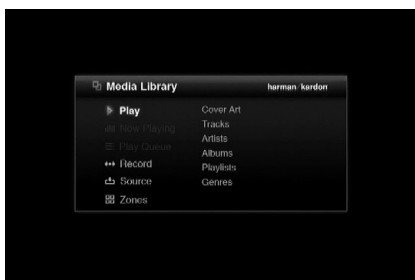 Media Library
harman/kardon
Play
Now Playing
Play Queue
Record
Source
Zones
Cover Art
Tracks
Artists
Albums
Playlists
Genres